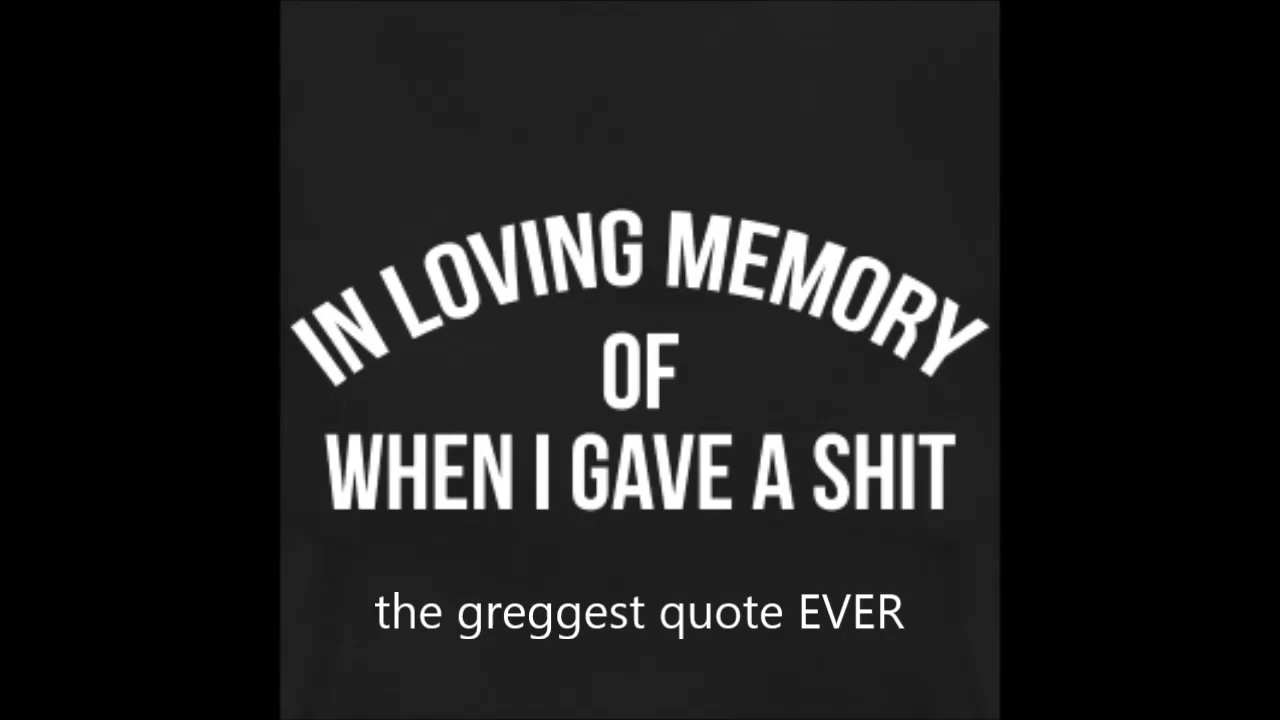 IN LOVING MEMORY
OF
WHEN I GAVE A SHIT
the greggest quote EVER